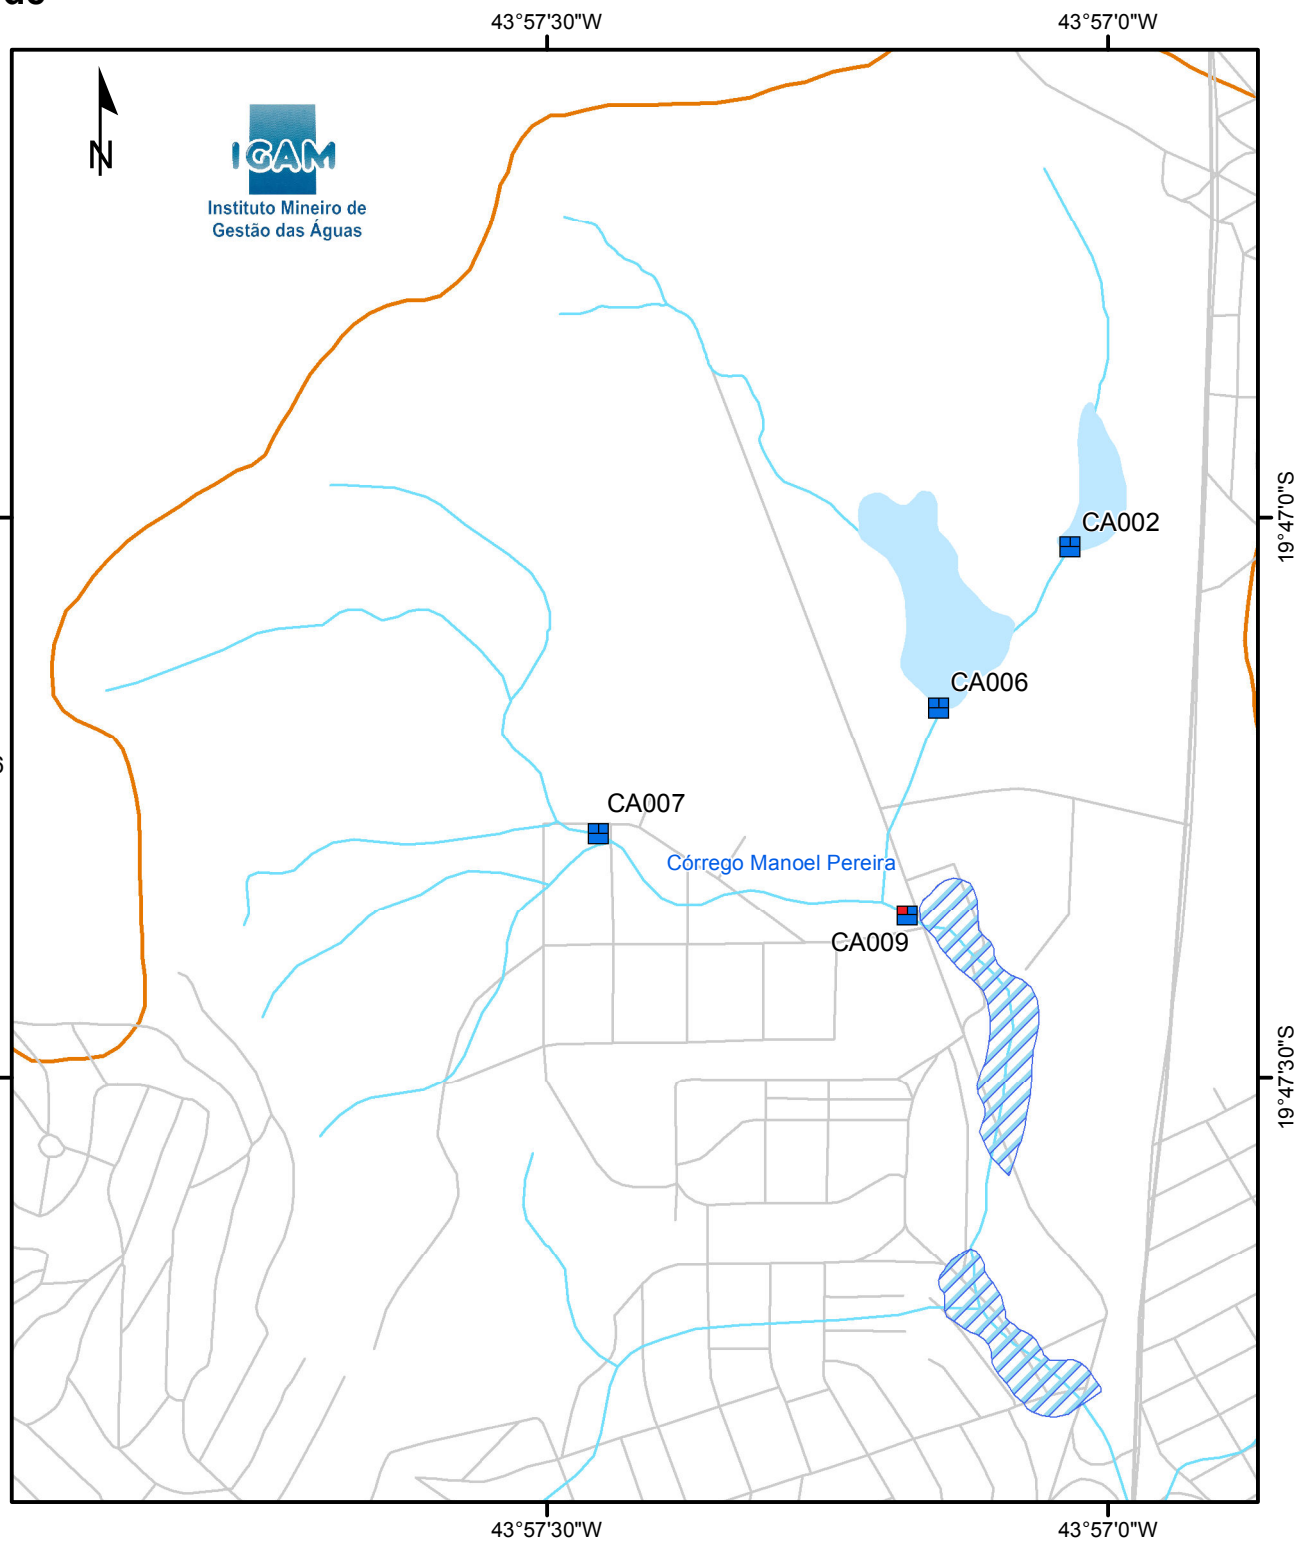 43°57'30"W
43°57'0"W
N
IGAM
Instituto Mineiro de
Gestão das Águas
19°47'0"S
CA002
CA006
CA007
Córrego Manoel Pereira
CA009
19°47'30"S
43°57'30"W
43°57'0"W